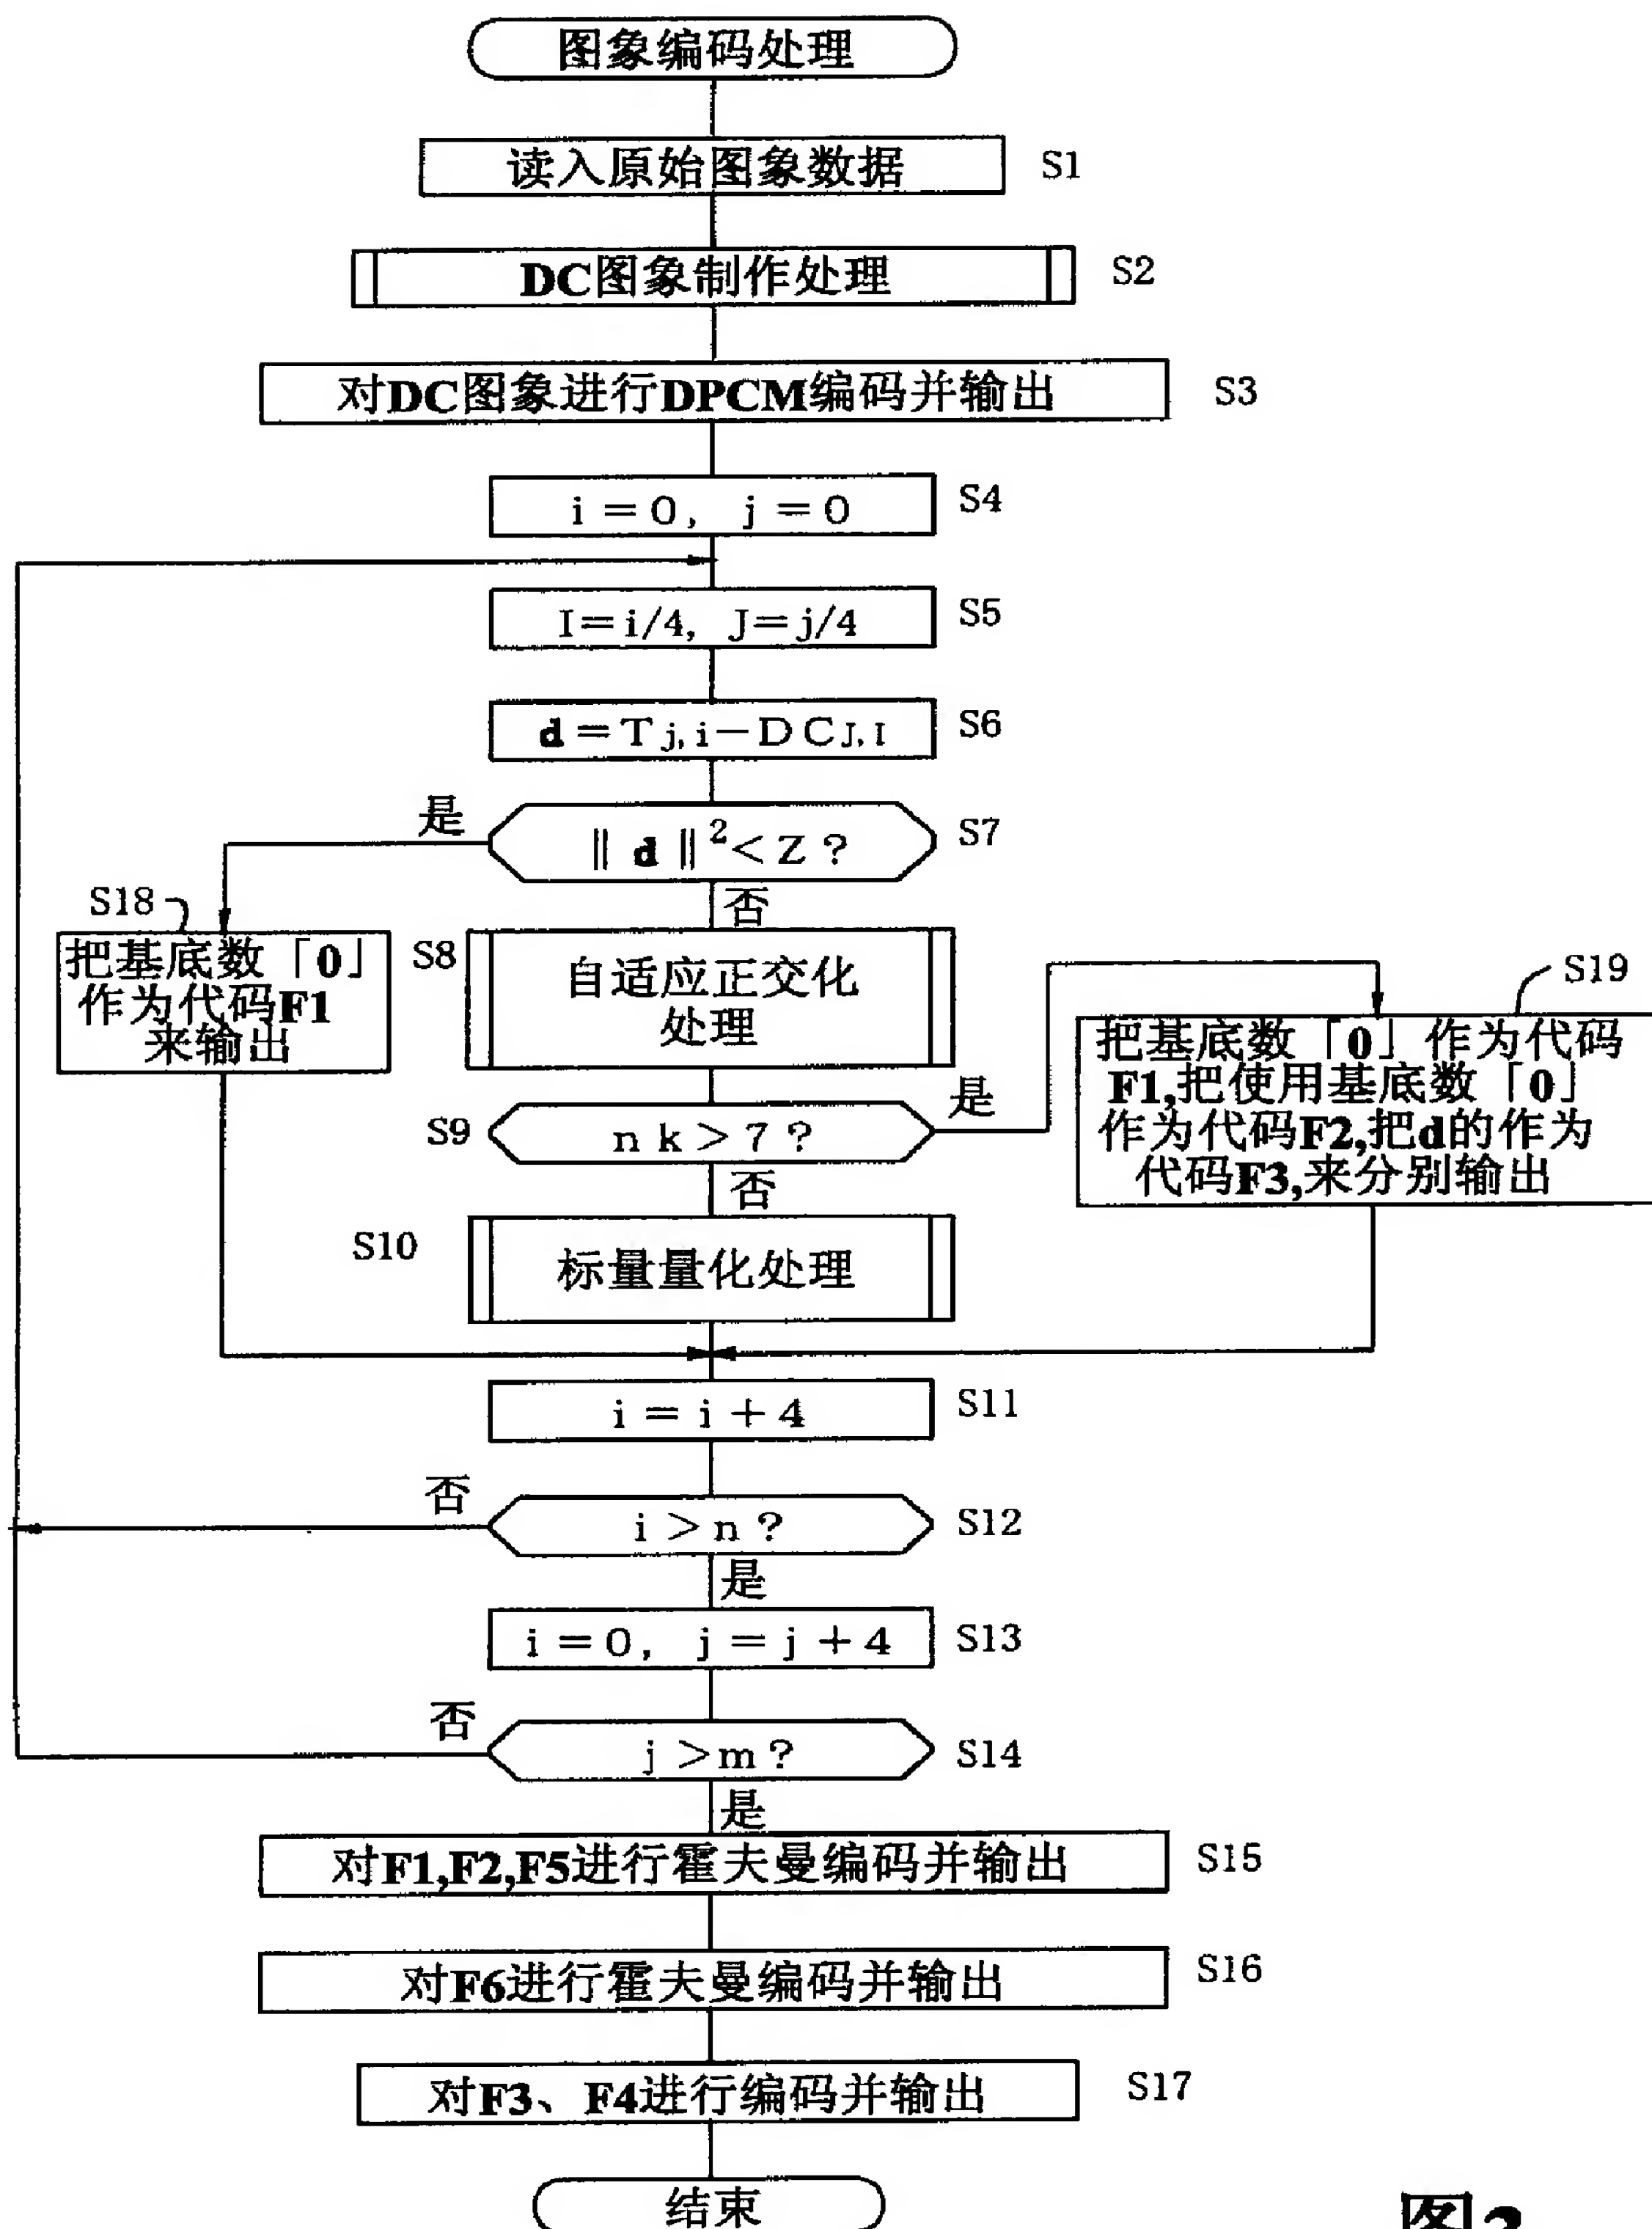 图象编码处理
读入原始图象数据 S1
DC图象制作处理 S2
对DC图象进行DPCM编码并输出 S3
i = 0, j = 0 S4
I = i/4, J = j/4 S5
d = T j, i - D C J, I S6
是
‖ d ‖ ² < Z ? S7
否
S18
把基底数「0」
作为代码F1
来输出
S8
自适应正交化
处理
S19
把基底数「0」作为代码
F1,把使用基底数「0」
作为代码F2,把d的作为
代码F3,来分别输出
S9
n k > 7 ?
是
否
S10
标量量化处理
i = i + 4 S11
否
i > n ? S12
是
i = 0, j = j + 4 S13
否
j > m ? S14
是
对F1,F2,F5进行霍夫曼编码并输出 S15
对F6进行霍夫曼编码并输出 S16
对F3、F4进行编码并输出 S17
结束